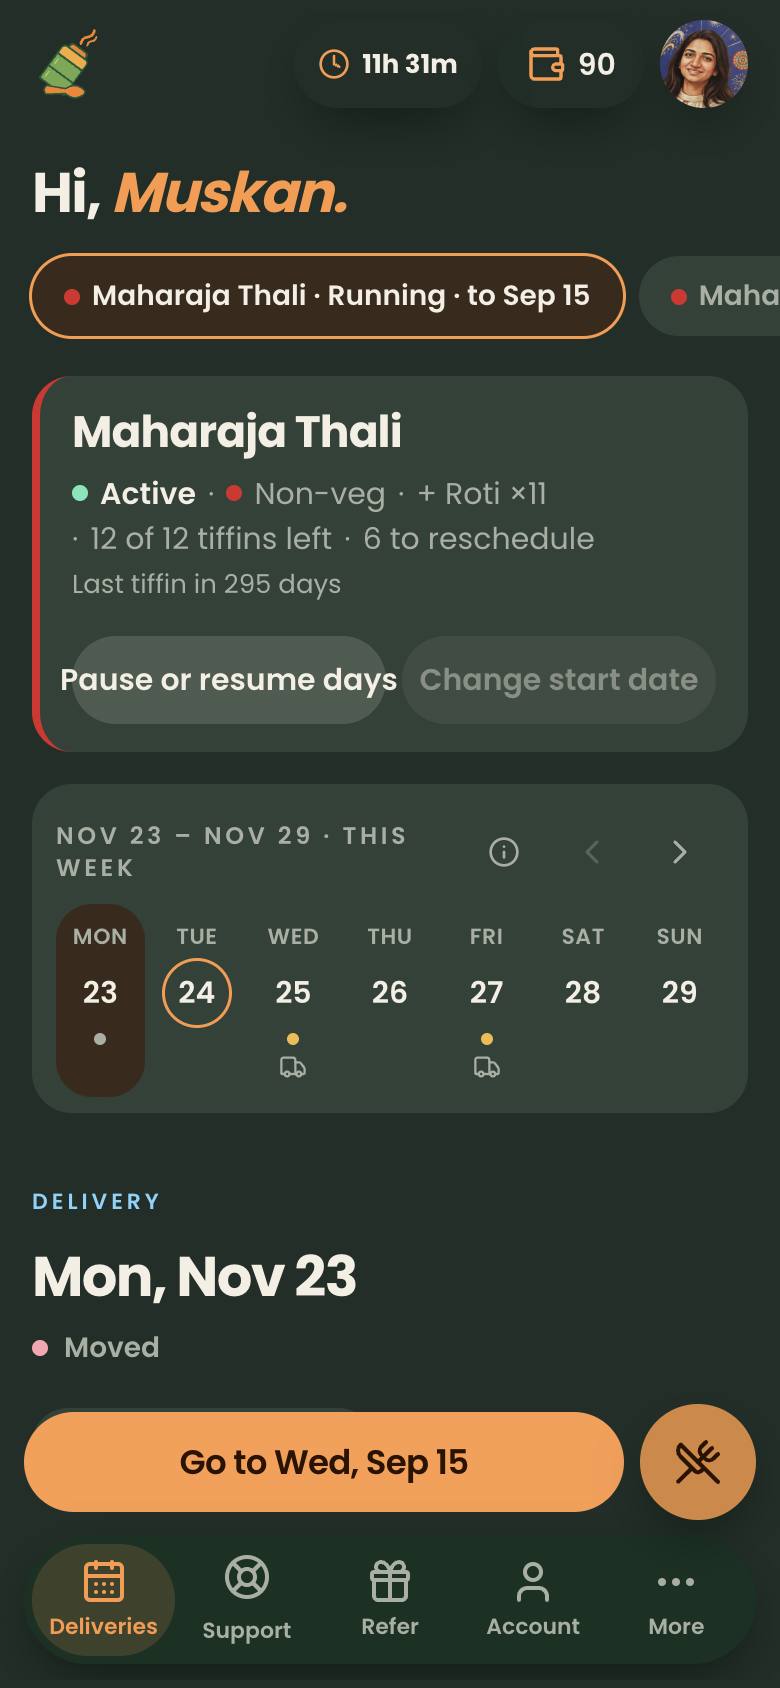 11h 31m
90
Hi, Muskan.
Maharaja Thali · Running · to Sep 15
Maha
Maharaja Thali
Active · Non-veg · + Roti ×11
· 12 of 12 tiffins left · 6 to reschedule
Last tiffin in 295 days
Pause or resume days
Change start date
NOV 23 – NOV 29 · THIS
WEEK
MON TUE WED THU FRI SAT SUN
23 24 25 26 27 28 29
DELIVERY
Mon, Nov 23
Moved
Go to Wed, Sep 15
Deliveries Support Refer Account More